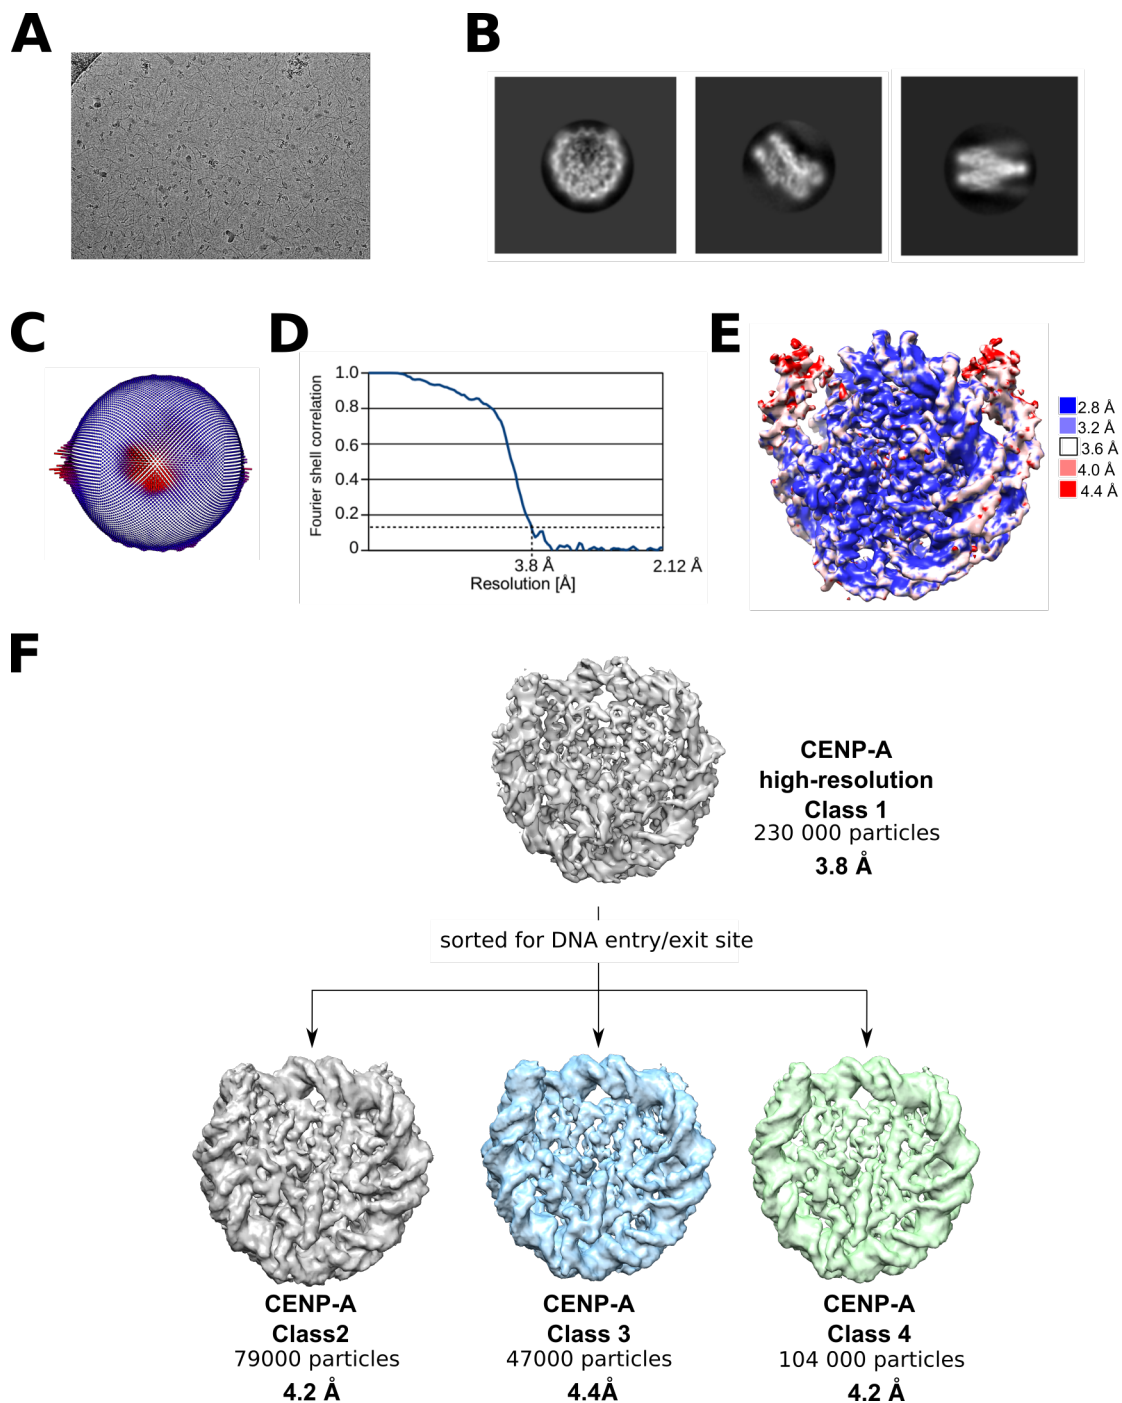 A
B
C
D
E
1.0
0.8
0.6
0.4
0.2
0
Fourier shell correlation
3.8 Å
2.12 Å
Resolution [Å]
2.8 Å
3.2 Å
3.6 Å
4.0 Å
4.4 Å
F
CENP-A
high-resolution
Class 1
230 000 particles
3.8 Å
sorted for DNA entry/exit site
CENP-A
Class2
79000 particles
4.2 Å
CENP-A
Class 3
47000 particles
4.4Å
CENP-A
Class 4
104 000 particles
4.2 Å